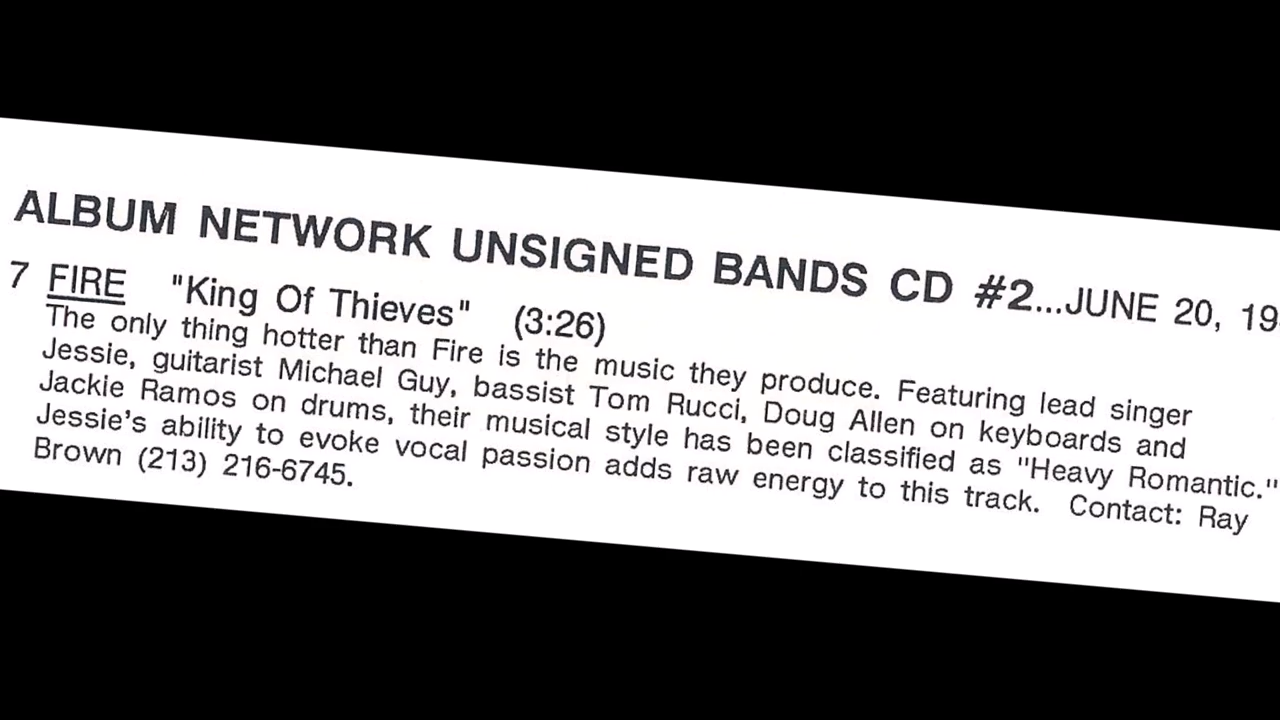 ALBUM NETWORK UNSIGNED BANDS CD #2...JUNE 20, 19
7 FIRE "King Of Thieves" (3:26)
The only thing hotter than Fire is the music they produce. Featuring lead singer
Jessie, guitarist Michael Guy, bassist Tom Rucci, Doug Allen on keyboards and
Jackie Ramos on drums, their musical style has been classified as "Heavy Romantic."
Jessie's ability to evoke vocal passion adds raw energy to this track. Contact: Ray
Brown (213) 216-6745.